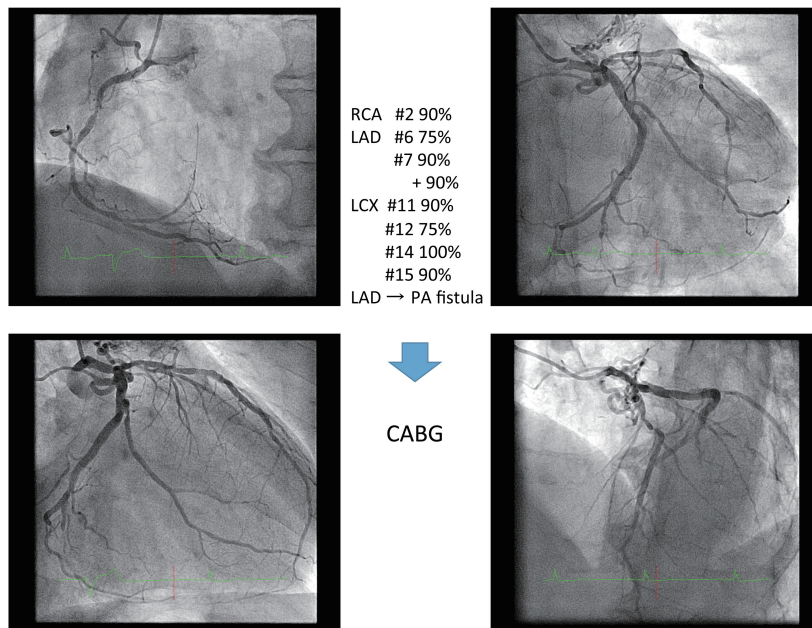 RCA #2 90%
LAD #6 75%
#7 90%
+ 90%
LCX #11 90%
#12 75%
#14 100%
#15 90%
LAD → PA fistula
CABG